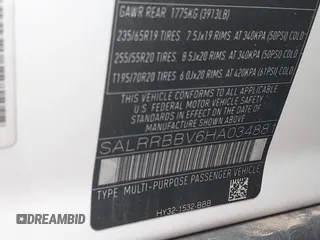 GAWR REAR 1775KG (3913LB)
235/65R19 TIRES 7.5Jx19 RIMS AT 340KPA (50PSI) COLD
255/55R20 TIRES 8.5Jx20 RIMS AT 340KPA (50PSI) COLD
T195/70R20 TIRES 6.0Jx20 RIMS AT 420KPA (61PSI) COLD
THIS VEHICLE CONFORMS TO ALL APPLICABLE
U.S. FEDERAL MOTOR VEHICLE SAFETY AND
THEFT PREVENTION STANDARDS IN EFFECT ON
THE DATE OF MANUFACTURE SHOWN ABOVE.
SALRRBBV6HA03488
TYPE: MULTI-PURPOSE PASSENGER VEHICLE
HY32-1532-BBB
DREAMBID